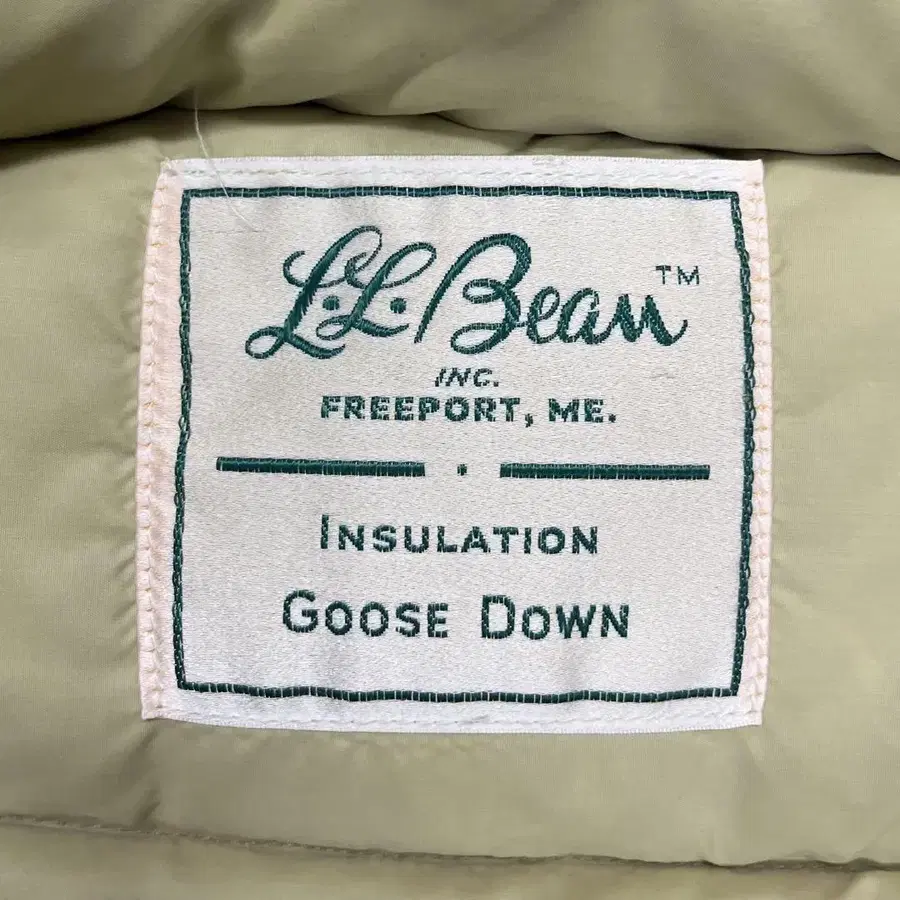 L.L.Bean™
INC.
FREEPORT, ME.
INSULATION
GOOSE DOWN